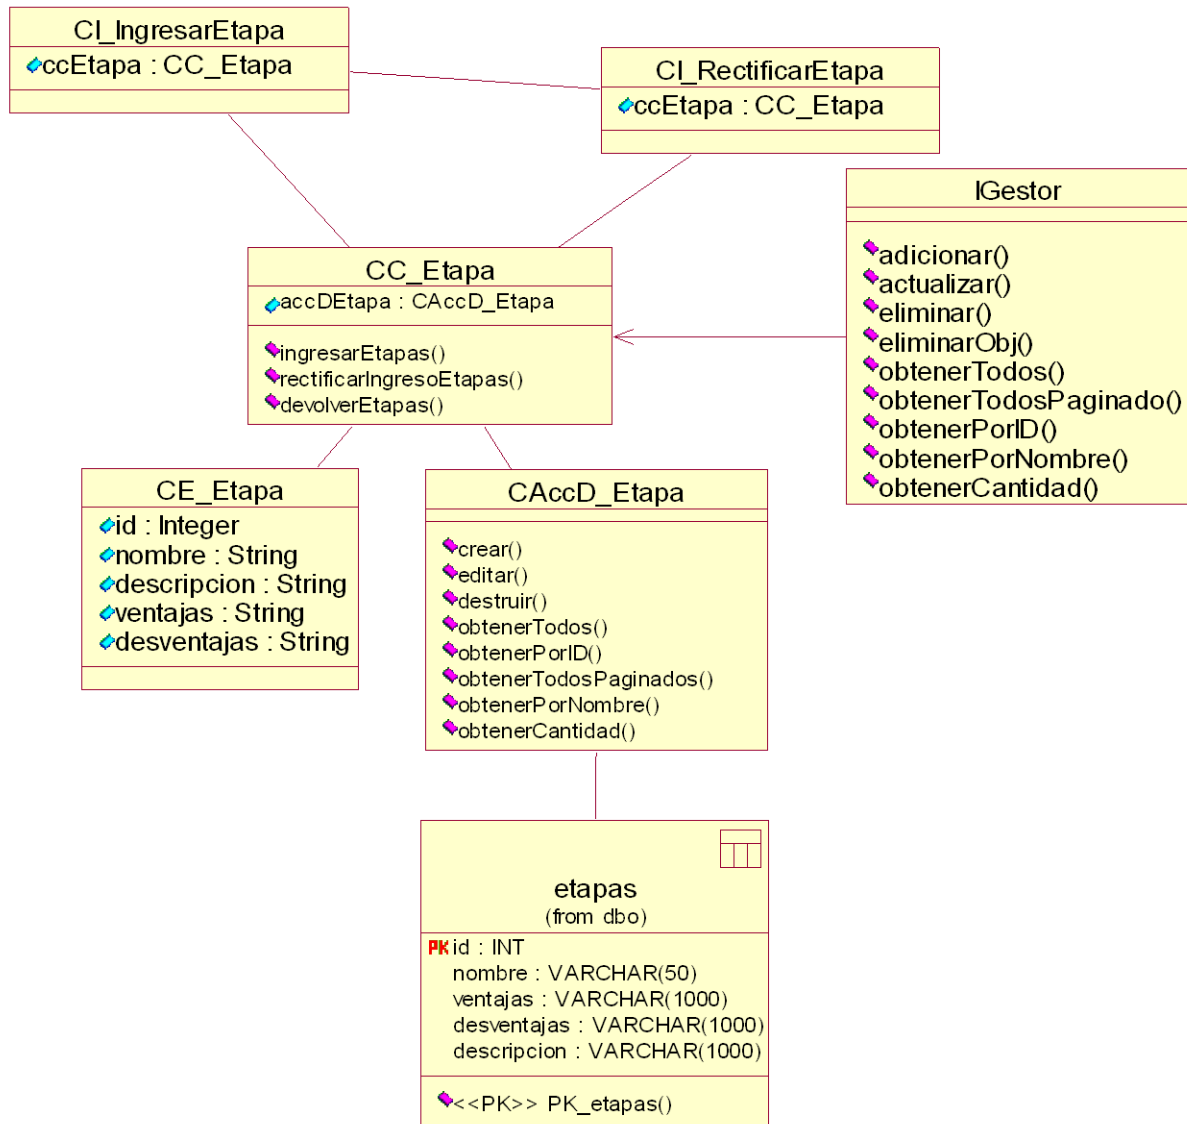 CI_IngresarEtapa
ccEtapa : CC_Etapa
CI_RectificarEtapa
ccEtapa : CC_Etapa
IGestor
adicionar()
actualizar()
eliminar()
eliminarObj()
obtenerTodos()
obtenerTodosPaginado()
obtenerPorID()
obtenerPorNombre()
obtenerCantidad()
CC_Etapa
accDEtapa : CAccD_Etapa
ingresarEtapas()
rectificarIngresoEtapas()
devolverEtapas()
CE_Etapa
id : Integer
nombre : String
descripcion : String
ventajas : String
desventajas : String
CAccD_Etapa
crear()
editar()
destruir()
obtenerTodos()
obtenerPorID()
obtenerTodosPaginados()
obtenerPorNombre()
obtenerCantidad()
etapas
(from dbo)
PK id : INT
nombre : VARCHAR(50)
ventajas : VARCHAR(1000)
desventajas : VARCHAR(1000)
descripcion : VARCHAR(1000)
<<PK>> PK_etapas()